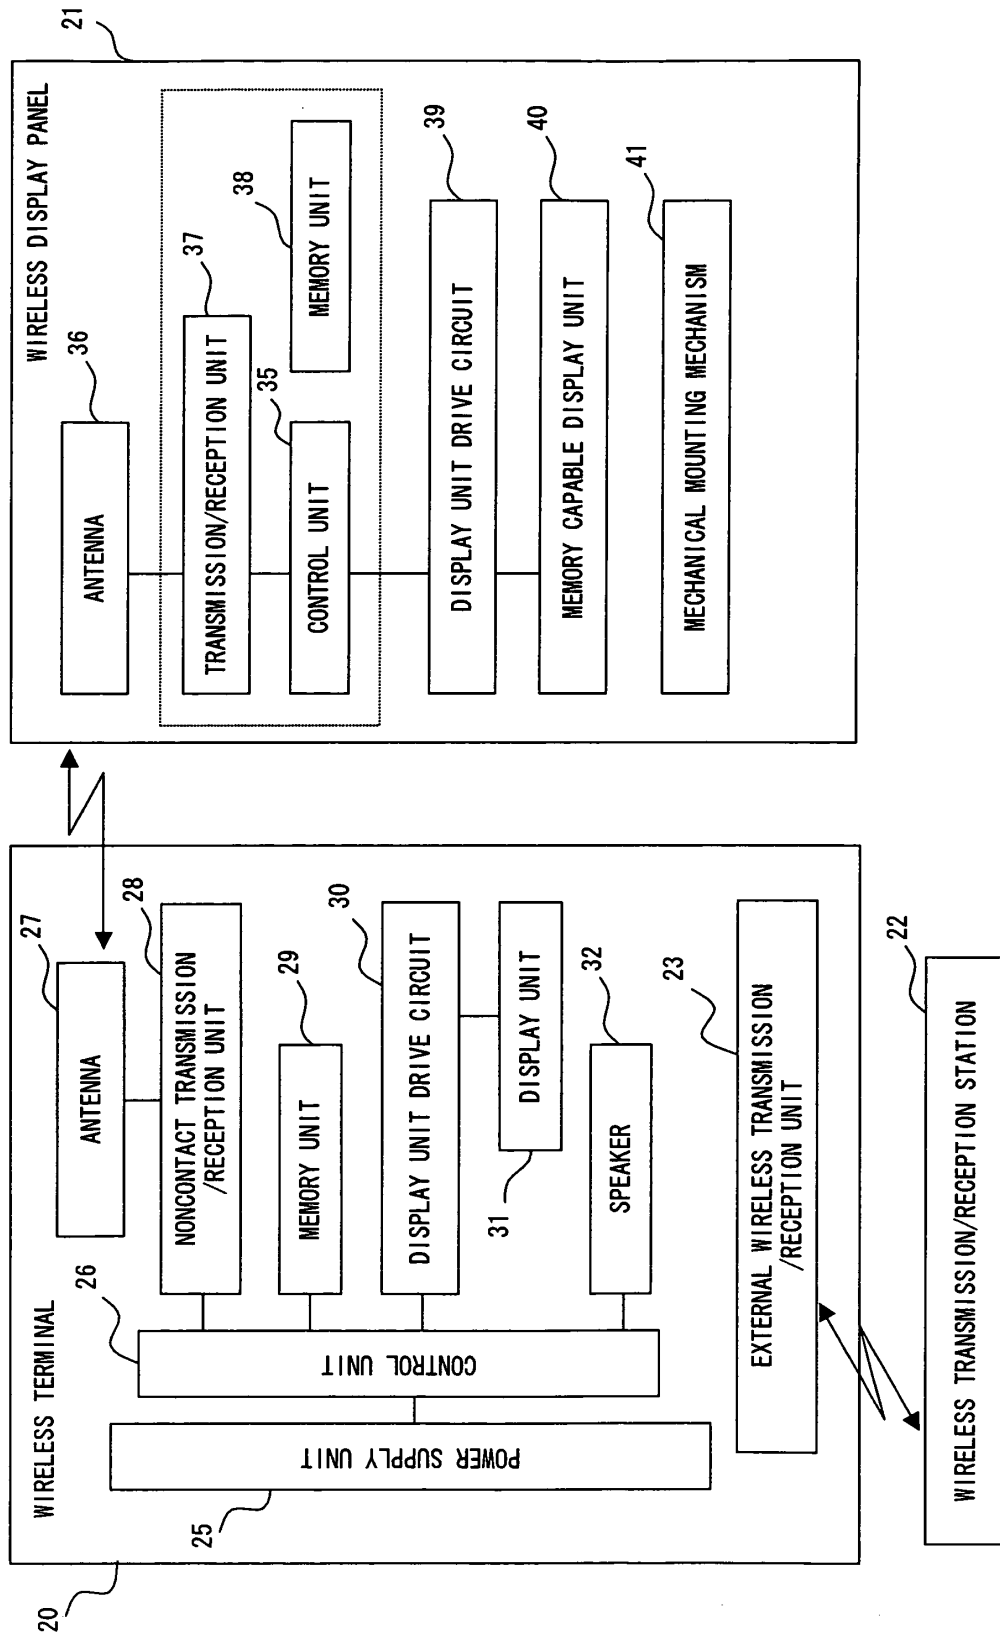 WIRELESS TERMINAL
20
ANTENNA
27
NONCONTACT TRANSMISSION
/RECEPTION UNIT
28
26
CONTROL UNIT
POWER SUPPLY UNIT
25
MEMORY UNIT
29
DISPLAY UNIT DRIVE CIRCUIT
30
DISPLAY UNIT
31
SPEAKER
32
EXTERNAL WIRELESS TRANSMISSION
/RECEPTION UNIT
23
WIRELESS TRANSMISSION/RECEPTION STATION
22
WIRELESS DISPLAY PANEL
21
ANTENNA
36
TRANSMISSION/RECEPTION UNIT
37
CONTROL UNIT
35
MEMORY UNIT
38
DISPLAY UNIT DRIVE CIRCUIT
39
MEMORY CAPABLE DISPLAY UNIT
40
MECHANICAL MOUNTING MECHANISM
41